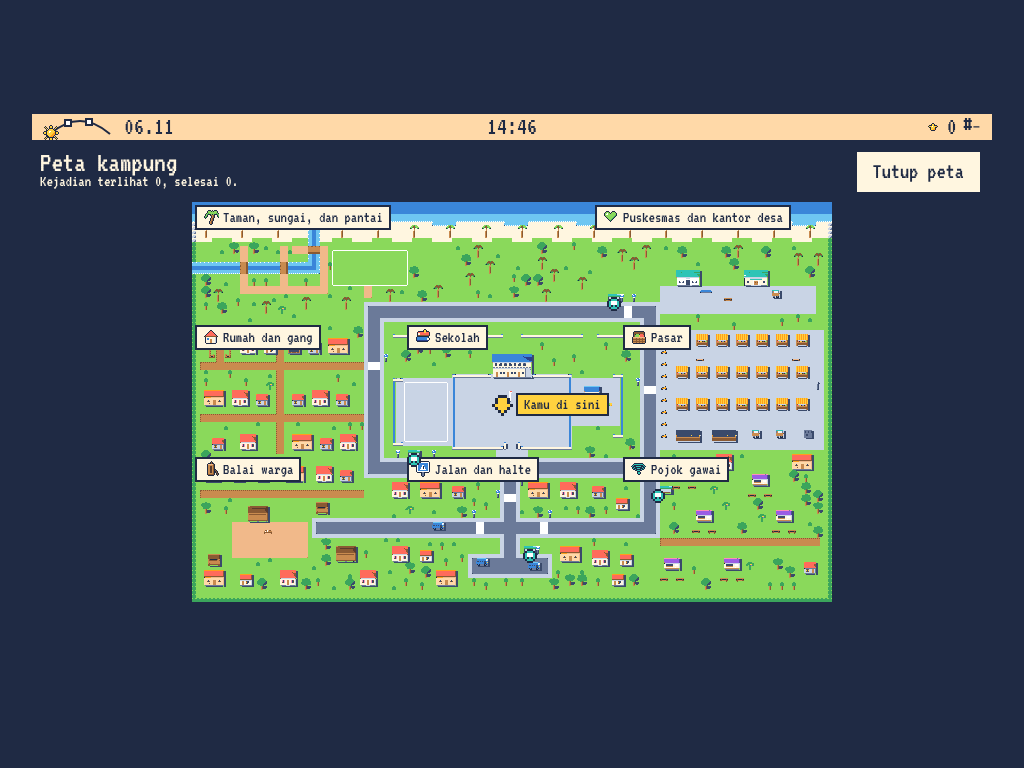 06.11
14:46
0 #-
Peta kampung
Kejadian terlihat 0, selesai 0.
Tutup peta
Taman, sungai, dan pantai
Puskesmas dan kantor desa
Rumah dan gang
Sekolah
Pasar
Kamu di sini
Balai warga
Jalan dan halte
Pojok gawai